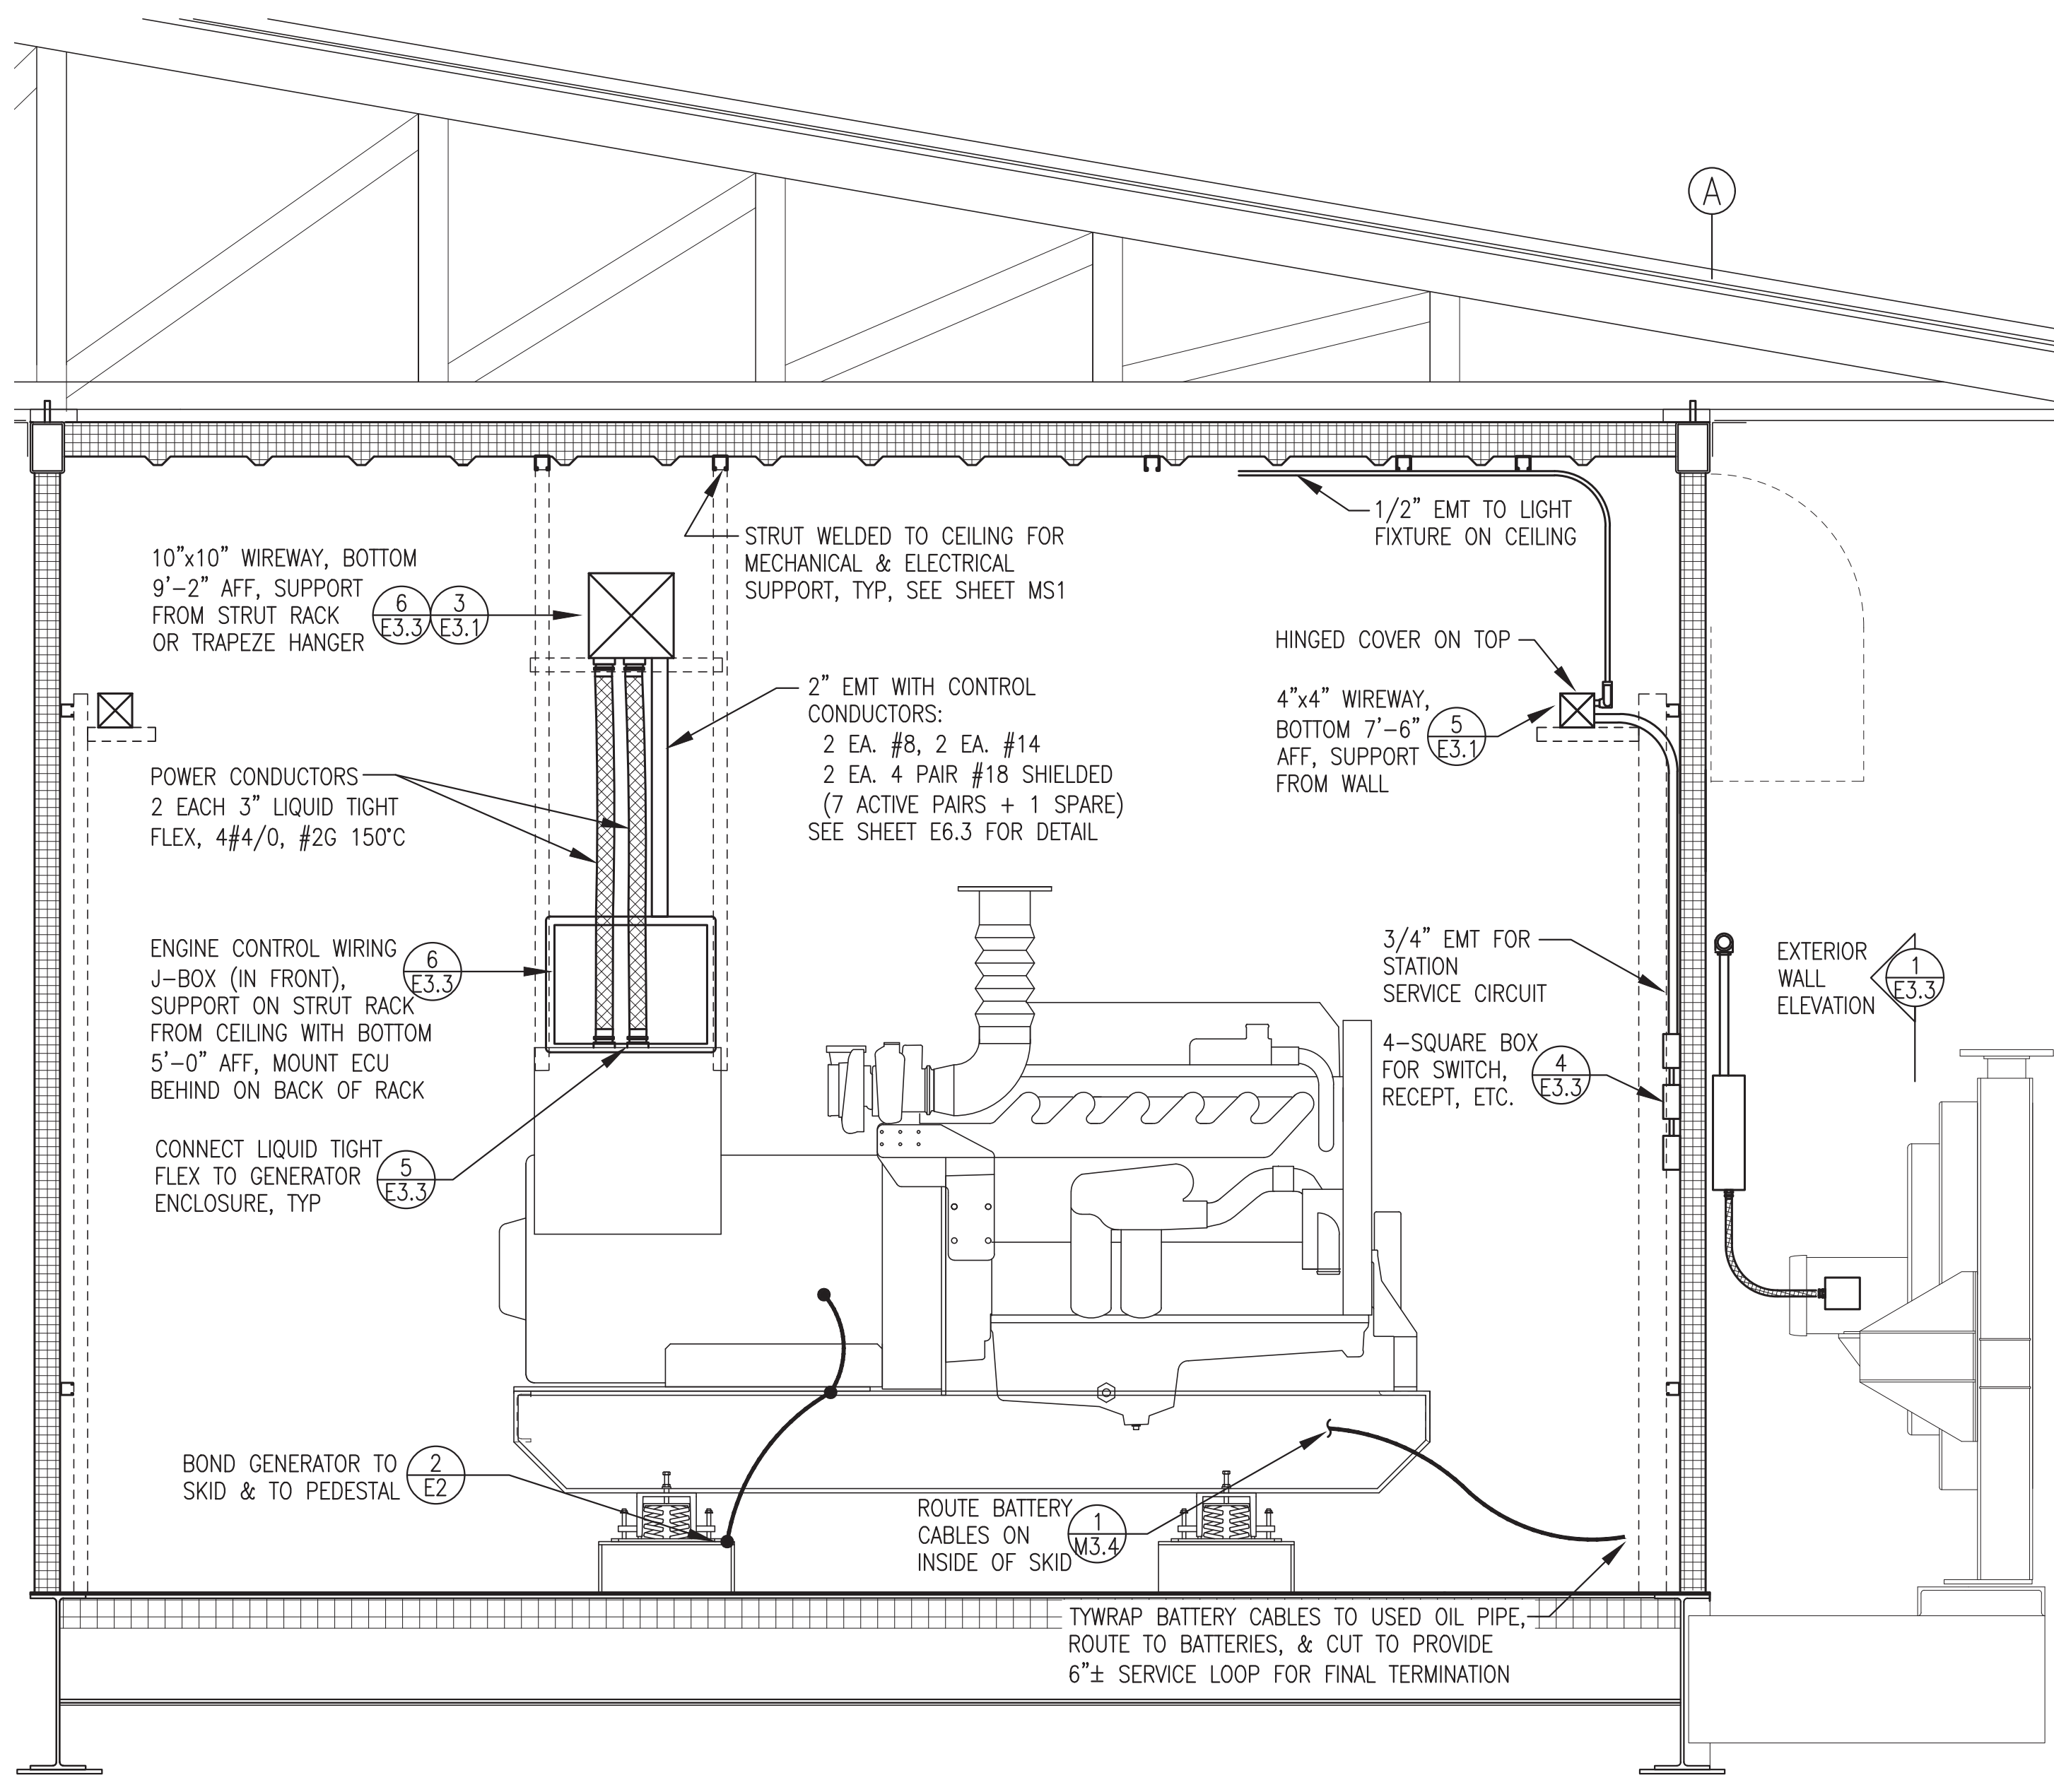 A
1/2” EMT TO LIGHT
FIXTURE ON CEILING
STRUT WELDED TO CEILING FOR
MECHANICAL & ELECTRICAL
SUPPORT, TYP, SEE SHEET MS1
10”x10” WIREWAY, BOTTOM
9’-2” AFF, SUPPORT
FROM STRUT RACK
OR TRAPEZE HANGER
6
E3.3
3
E3.1
HINGED COVER ON TOP
4”x4” WIREWAY,
BOTTOM 7’-6”
AFF, SUPPORT
FROM WALL
5
E3.1
2” EMT WITH CONTROL
CONDUCTORS:
2 EA. #8, 2 EA. #14
2 EA. 4 PAIR #18 SHIELDED
(7 ACTIVE PAIRS + 1 SPARE)
SEE SHEET E6.3 FOR DETAIL
POWER CONDUCTORS
2 EACH 3” LIQUID TIGHT
FLEX, 4#4/0, #2G 150°C
ENGINE CONTROL WIRING
J-BOX (IN FRONT),
SUPPORT ON STRUT RACK
FROM CEILING WITH BOTTOM
5’-0” AFF, MOUNT ECU
BEHIND ON BACK OF RACK
6
E3.3
3/4” EMT FOR
STATION
SERVICE CIRCUIT
EXTERIOR
WALL
ELEVATION
1
E3.3
4-SQUARE BOX
FOR SWITCH,
RECEPT, ETC.
4
E3.3
CONNECT LIQUID TIGHT
FLEX TO GENERATOR
ENCLOSURE, TYP
5
E3.3
BOND GENERATOR TO
SKID & TO PEDESTAL
2
E2
ROUTE BATTERY
CABLES ON
INSIDE OF SKID
1
M3.4
TYWRAP BATTERY CABLES TO USED OIL PIPE,
ROUTE TO BATTERIES, & CUT TO PROVIDE
6”± SERVICE LOOP FOR FINAL TERMINATION